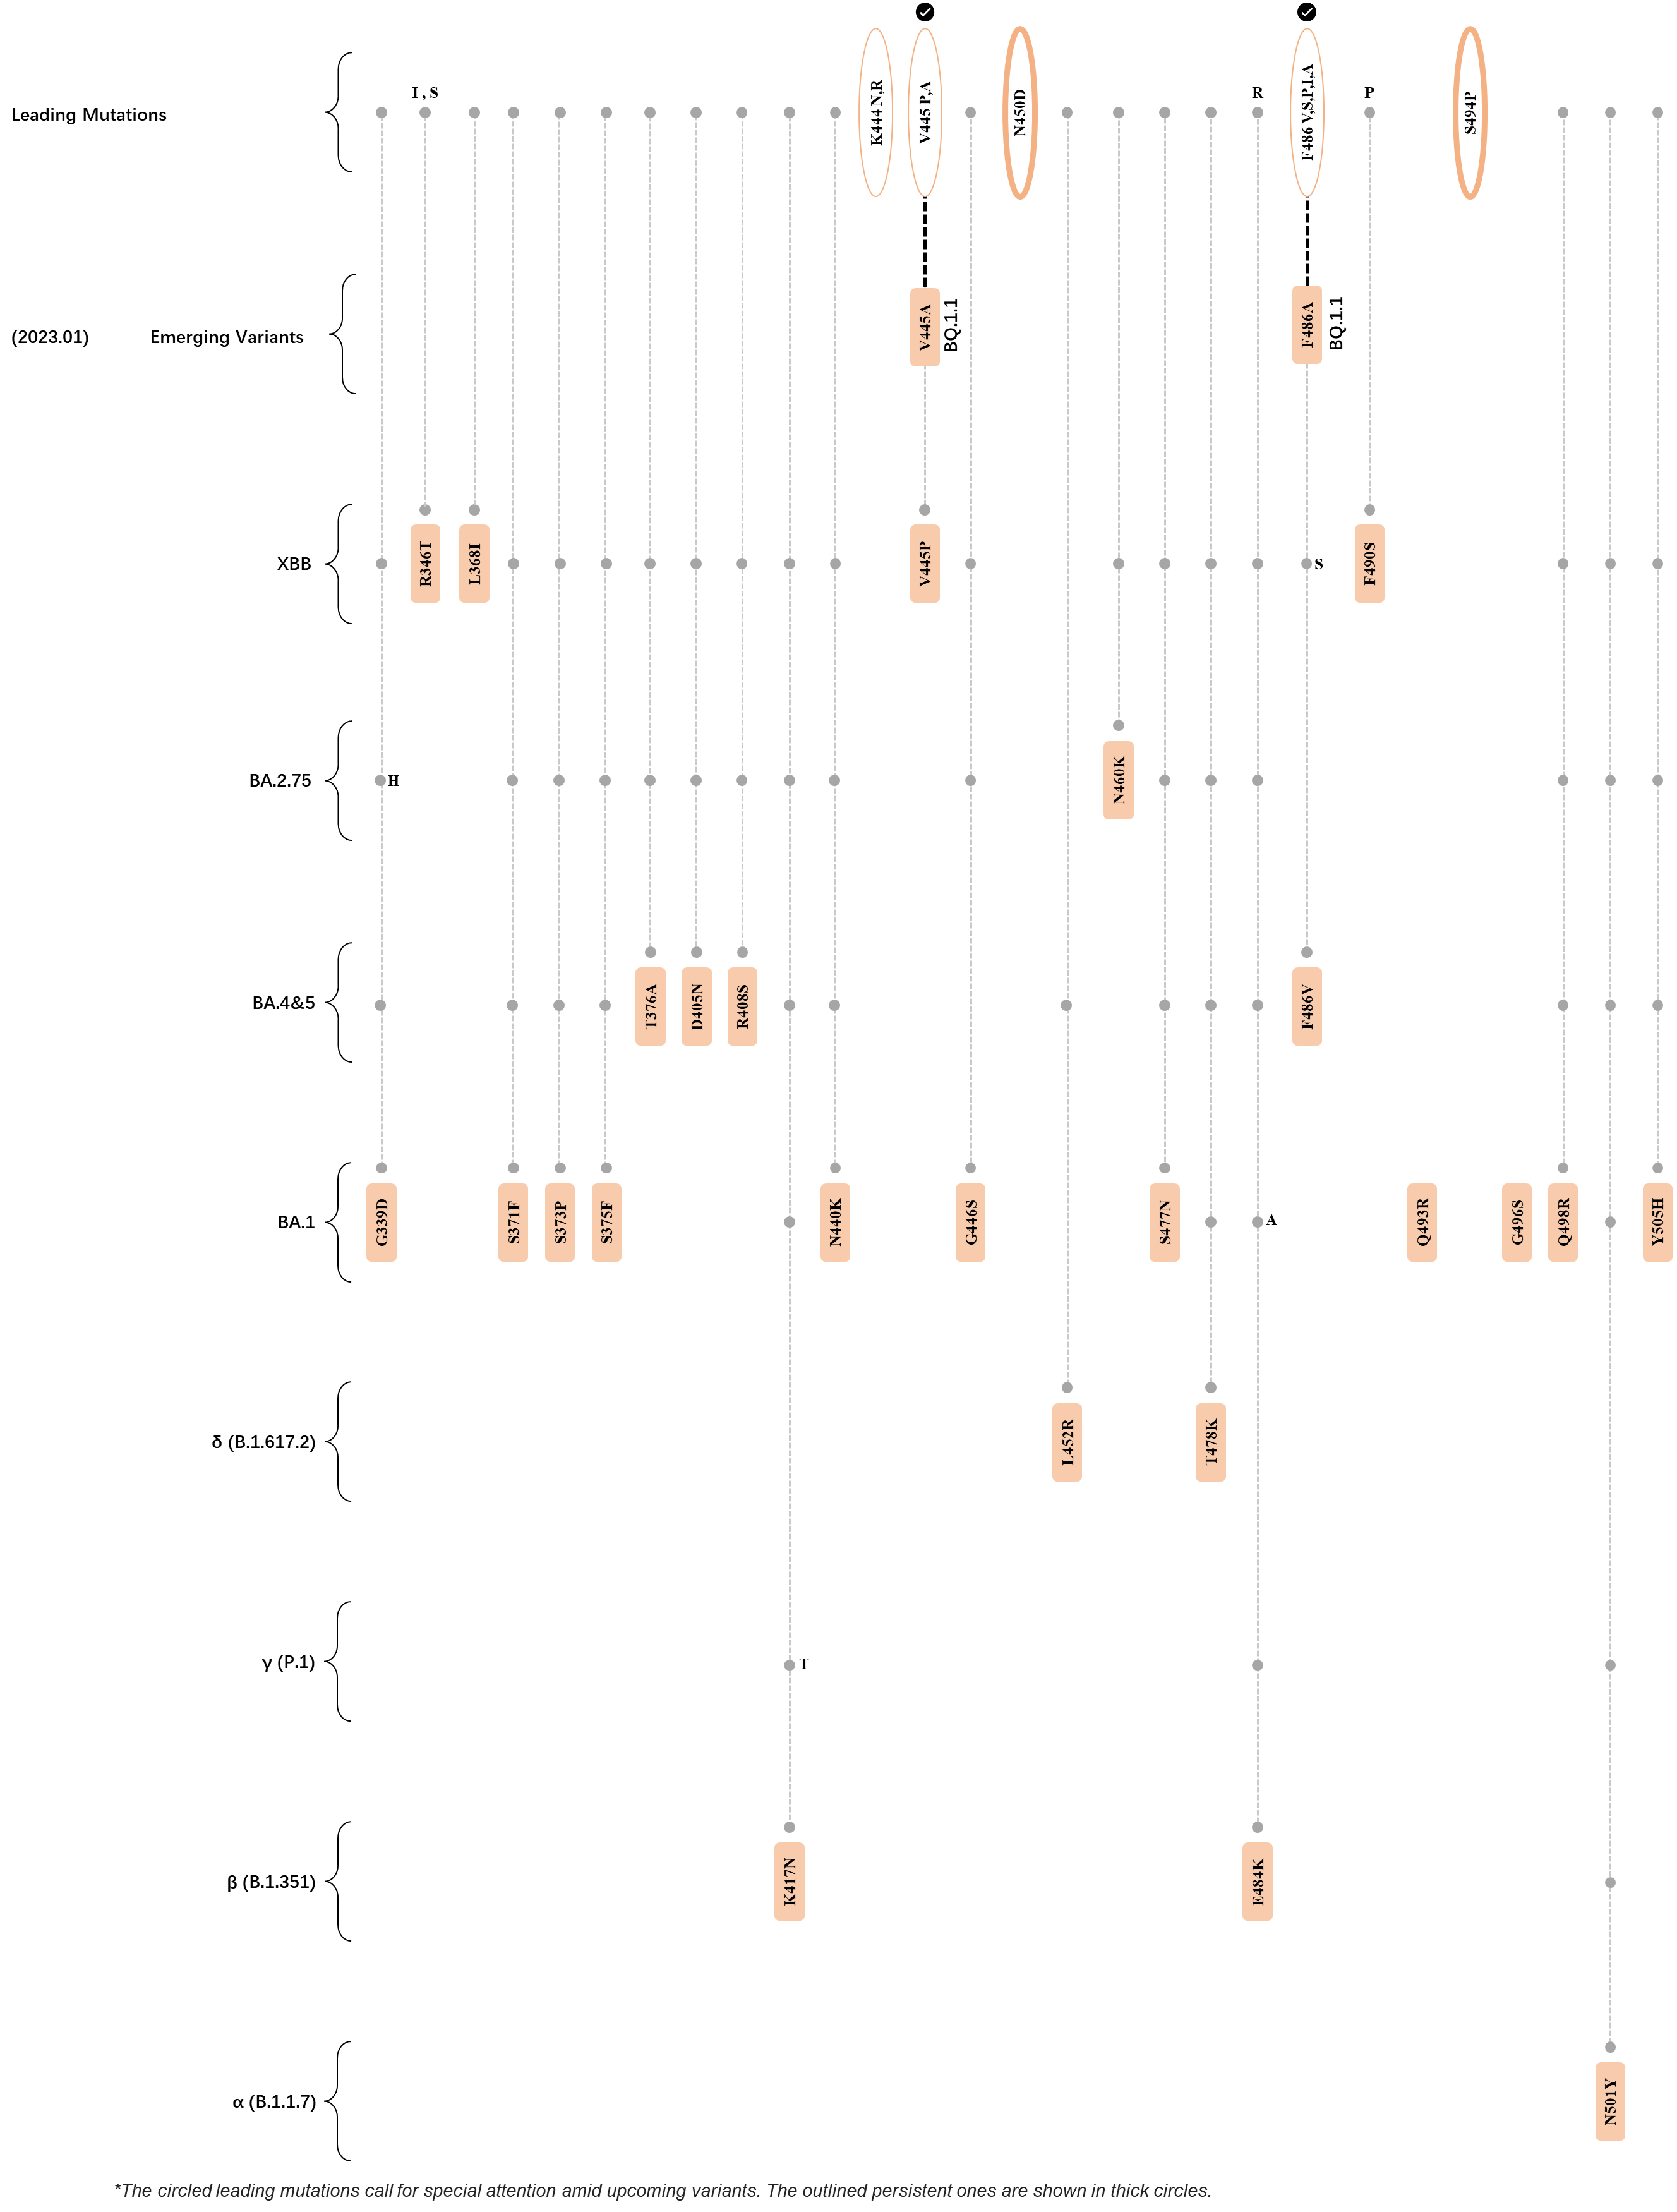 I , S
R
P
Leading Mutations
K444 N,R
V445 P,A
N450D
F486 V,S,P,I,A
S494P
(2023.01)
Emerging Variants
V445A
BQ.1.1
F486A
BQ.1.1
XBB
R346T
L368I
V445P
S
F490S
BA.2.75
H
N460K
BA.4&5
T376A
D405N
R408S
F486V
BA.1
G339D
S371F
S373P
S375F
N440K
G446S
S477N
A
Q493R
G496S
Q498R
Y505H
δ (B.1.617.2)
L452R
T478K
γ (P.1)
T
β (B.1.351)
K417N
E484K
α (B.1.1.7)
N501Y
*The circled leading mutations call for special attention amid upcoming variants. The outlined persistent ones are shown in thick circles.